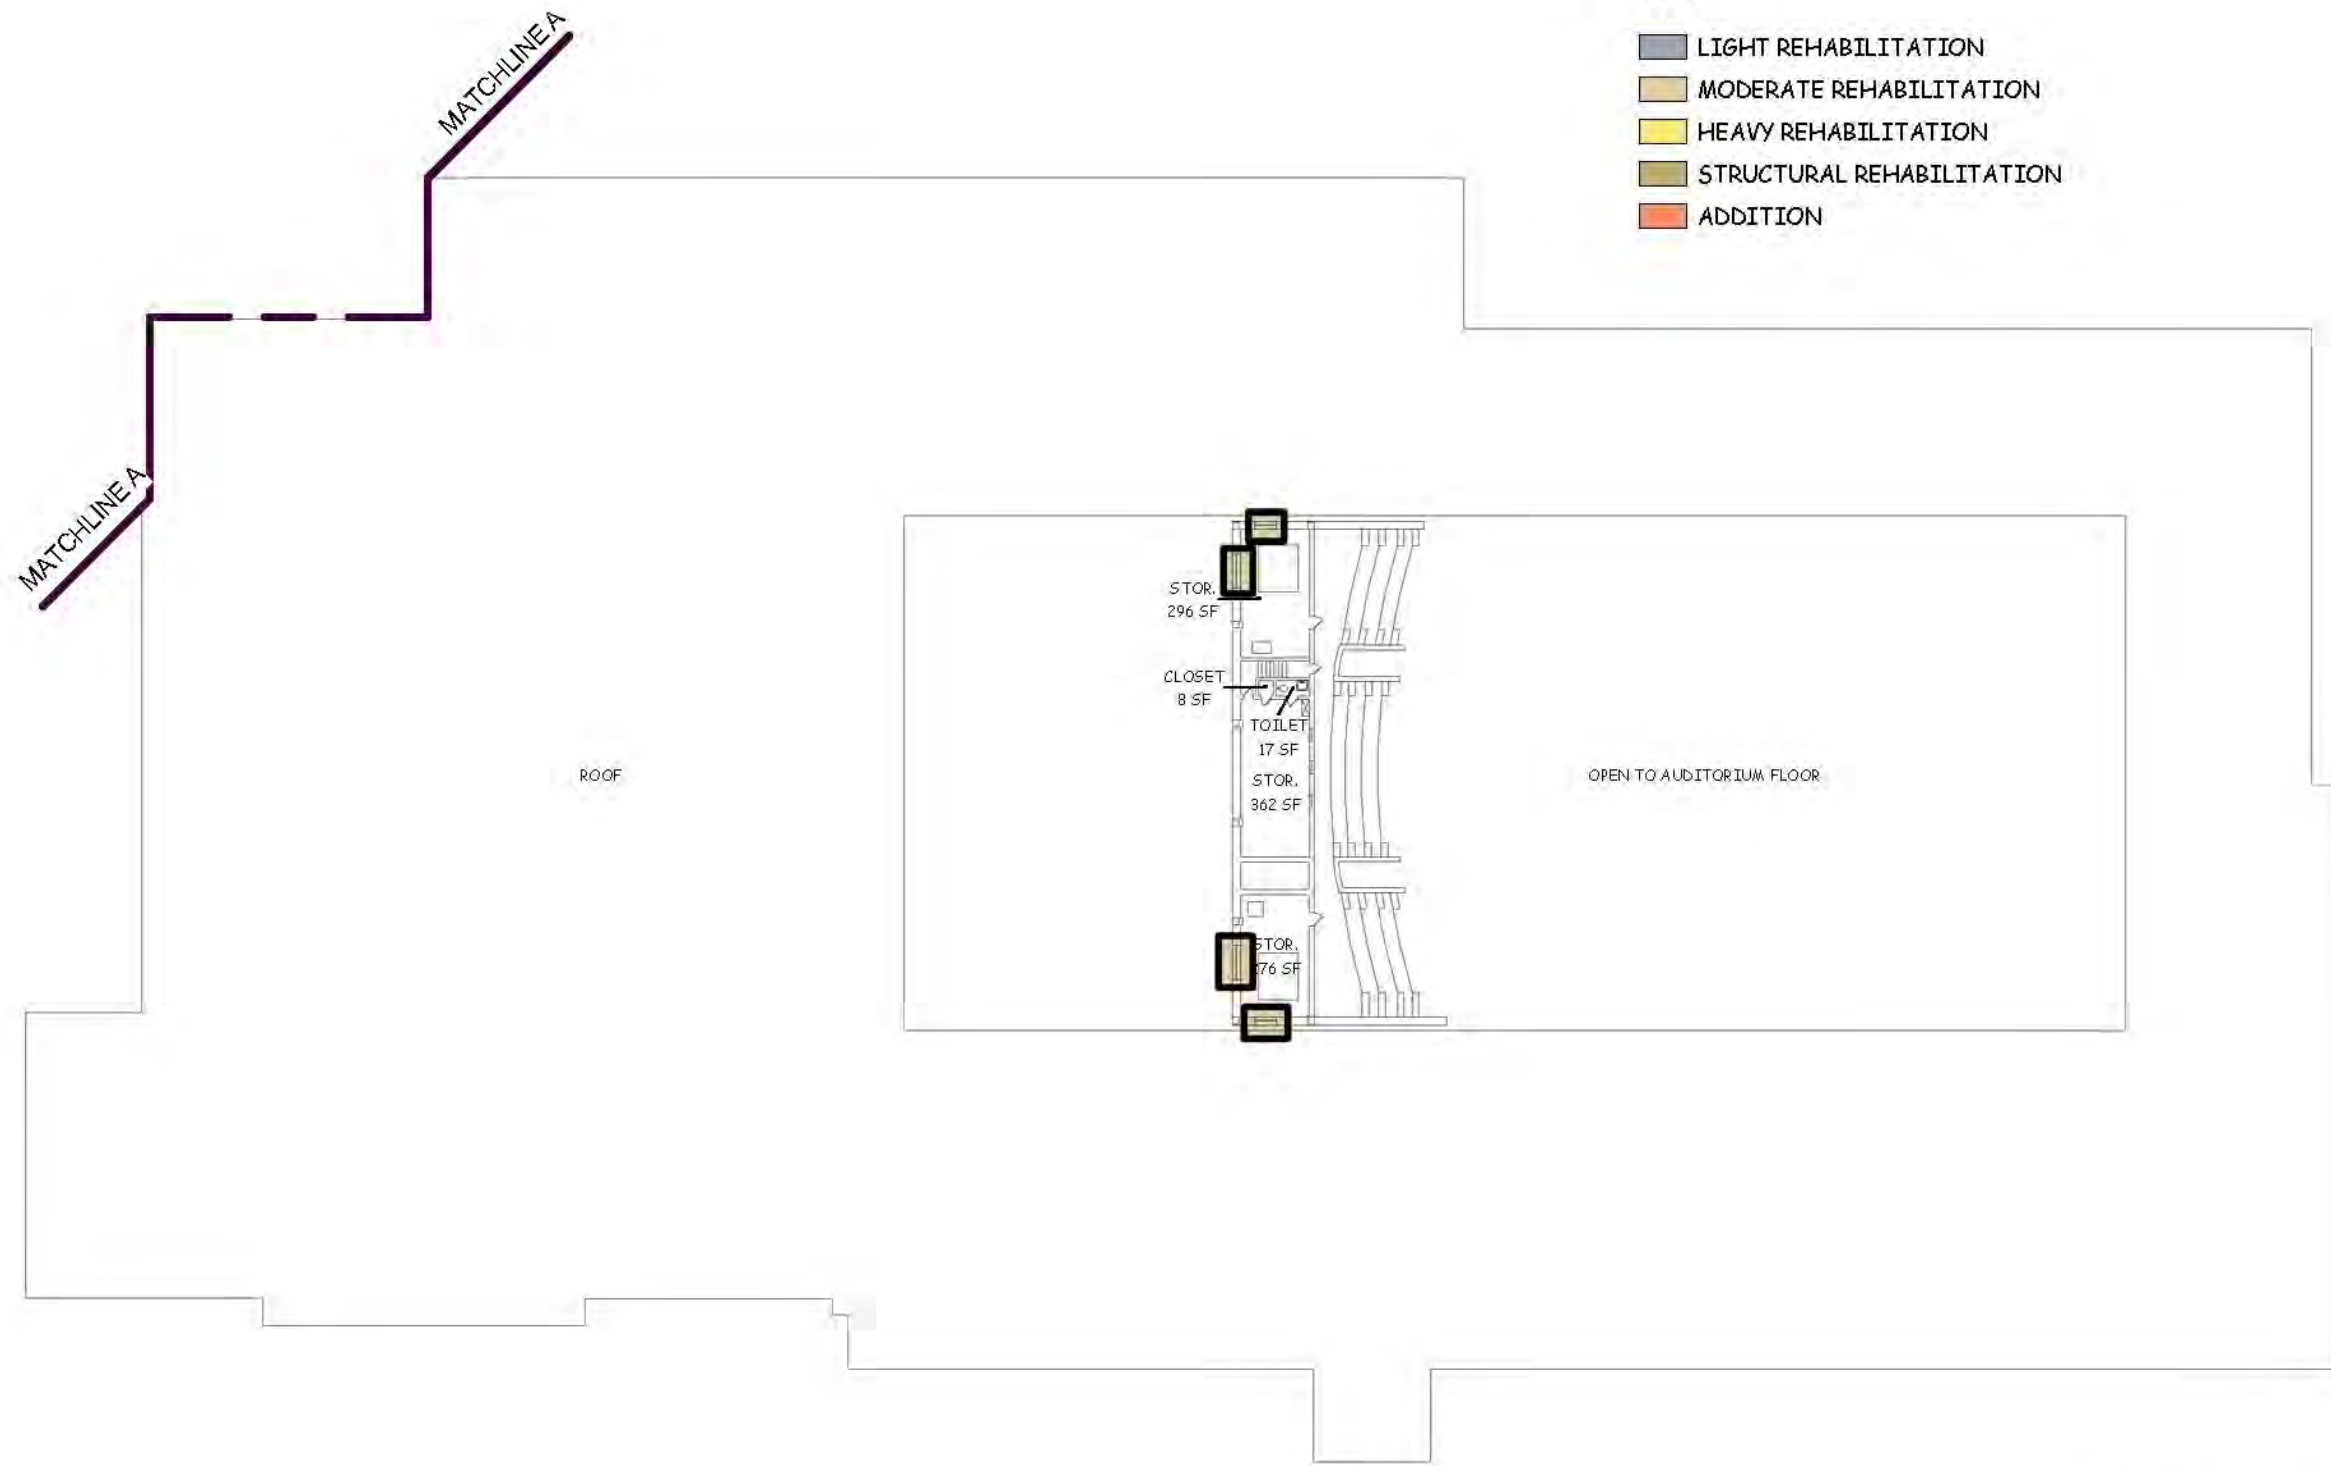 MATCHLINE A
LIGHT REHABILITATION
MODERATE REHABILITATION
HEAVY REHABILITATION
STRUCTURAL REHABILITATION
ADDITION
MATCHLINE A
STOR.
296 SF
CLOSET
8 SF
TOILET
17 SF
STOR.
362 SF
ROOF
OPEN TO AUDITORIUM FLOOR
STOR.
SF